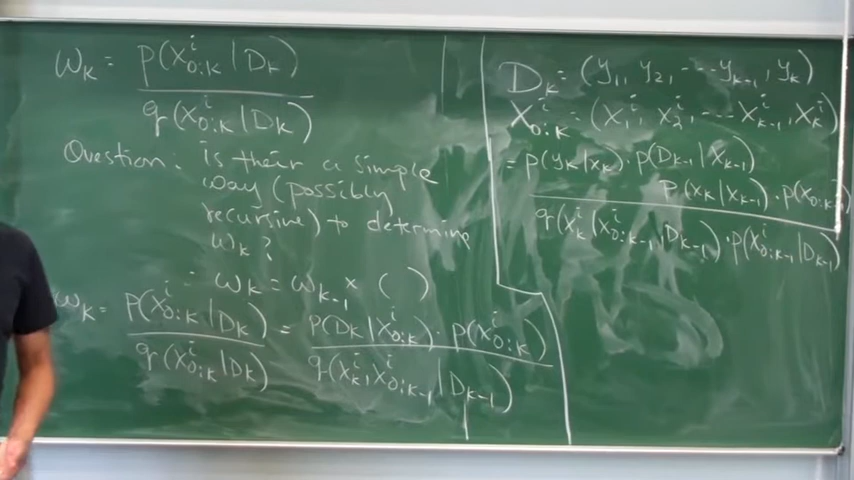 ω_K = p(x^i_{0:K} | D_K) / q(x^i_{0:K} | D_K)
Question: is their a simple
way (possibly
recursive) to determine
ω_K?
- ω_K = ω_{K-1} × ( )
ω_K = p(x^i_{0:K} | D_K) / q(x^i_{0:K} | D_K) = p(D_K | x^i_{0:K}) · p(x^i_{0:K}) / q(x^i_K, x^i_{0:K-1} | D_{K-1})
D_K = (y_1, y_2, ---- y_{K-1}, y_K)
X^i_{0:K} = (x^i_1, x^i_2, --- x^i_{K-1}, x^i_K)
= p(y_K | x_K) · p(D_{K-1} | x_{K-1})
p(x_K | x_{K-1}) · p(x_{0:K-1}
q(x^i_K | x^i_{0:K-1}, D_{K-1}) · p(x^i_{0:K-1} | D_{K-1})